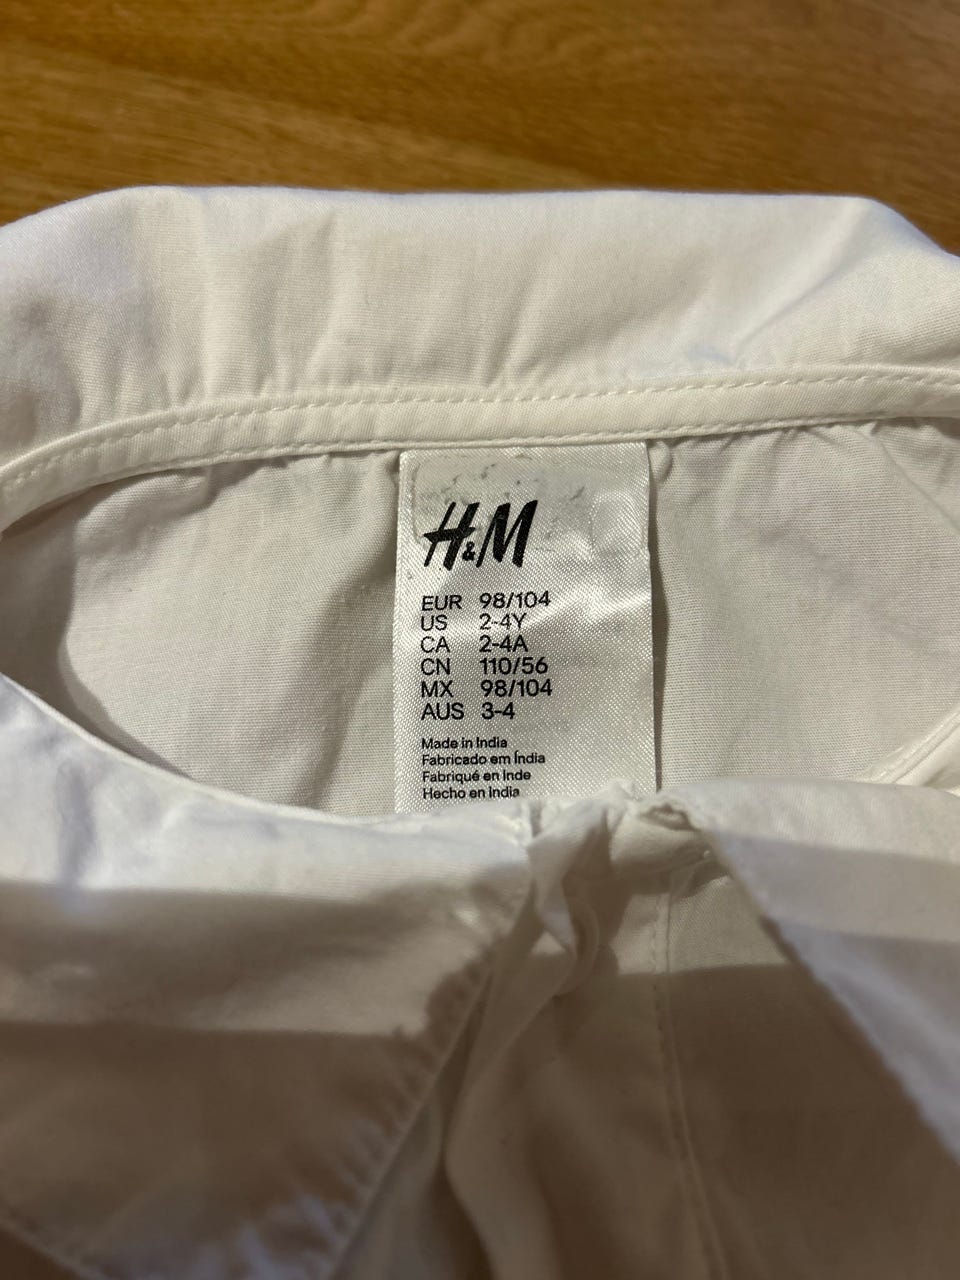 H&M
EUR 98/104
US 2-4Y
CA 2-4A
CN 110/56
MX 98/104
AUS 3-4
Made in India
Fabricado em Índia
Fabriqué en Inde
Hecho en India